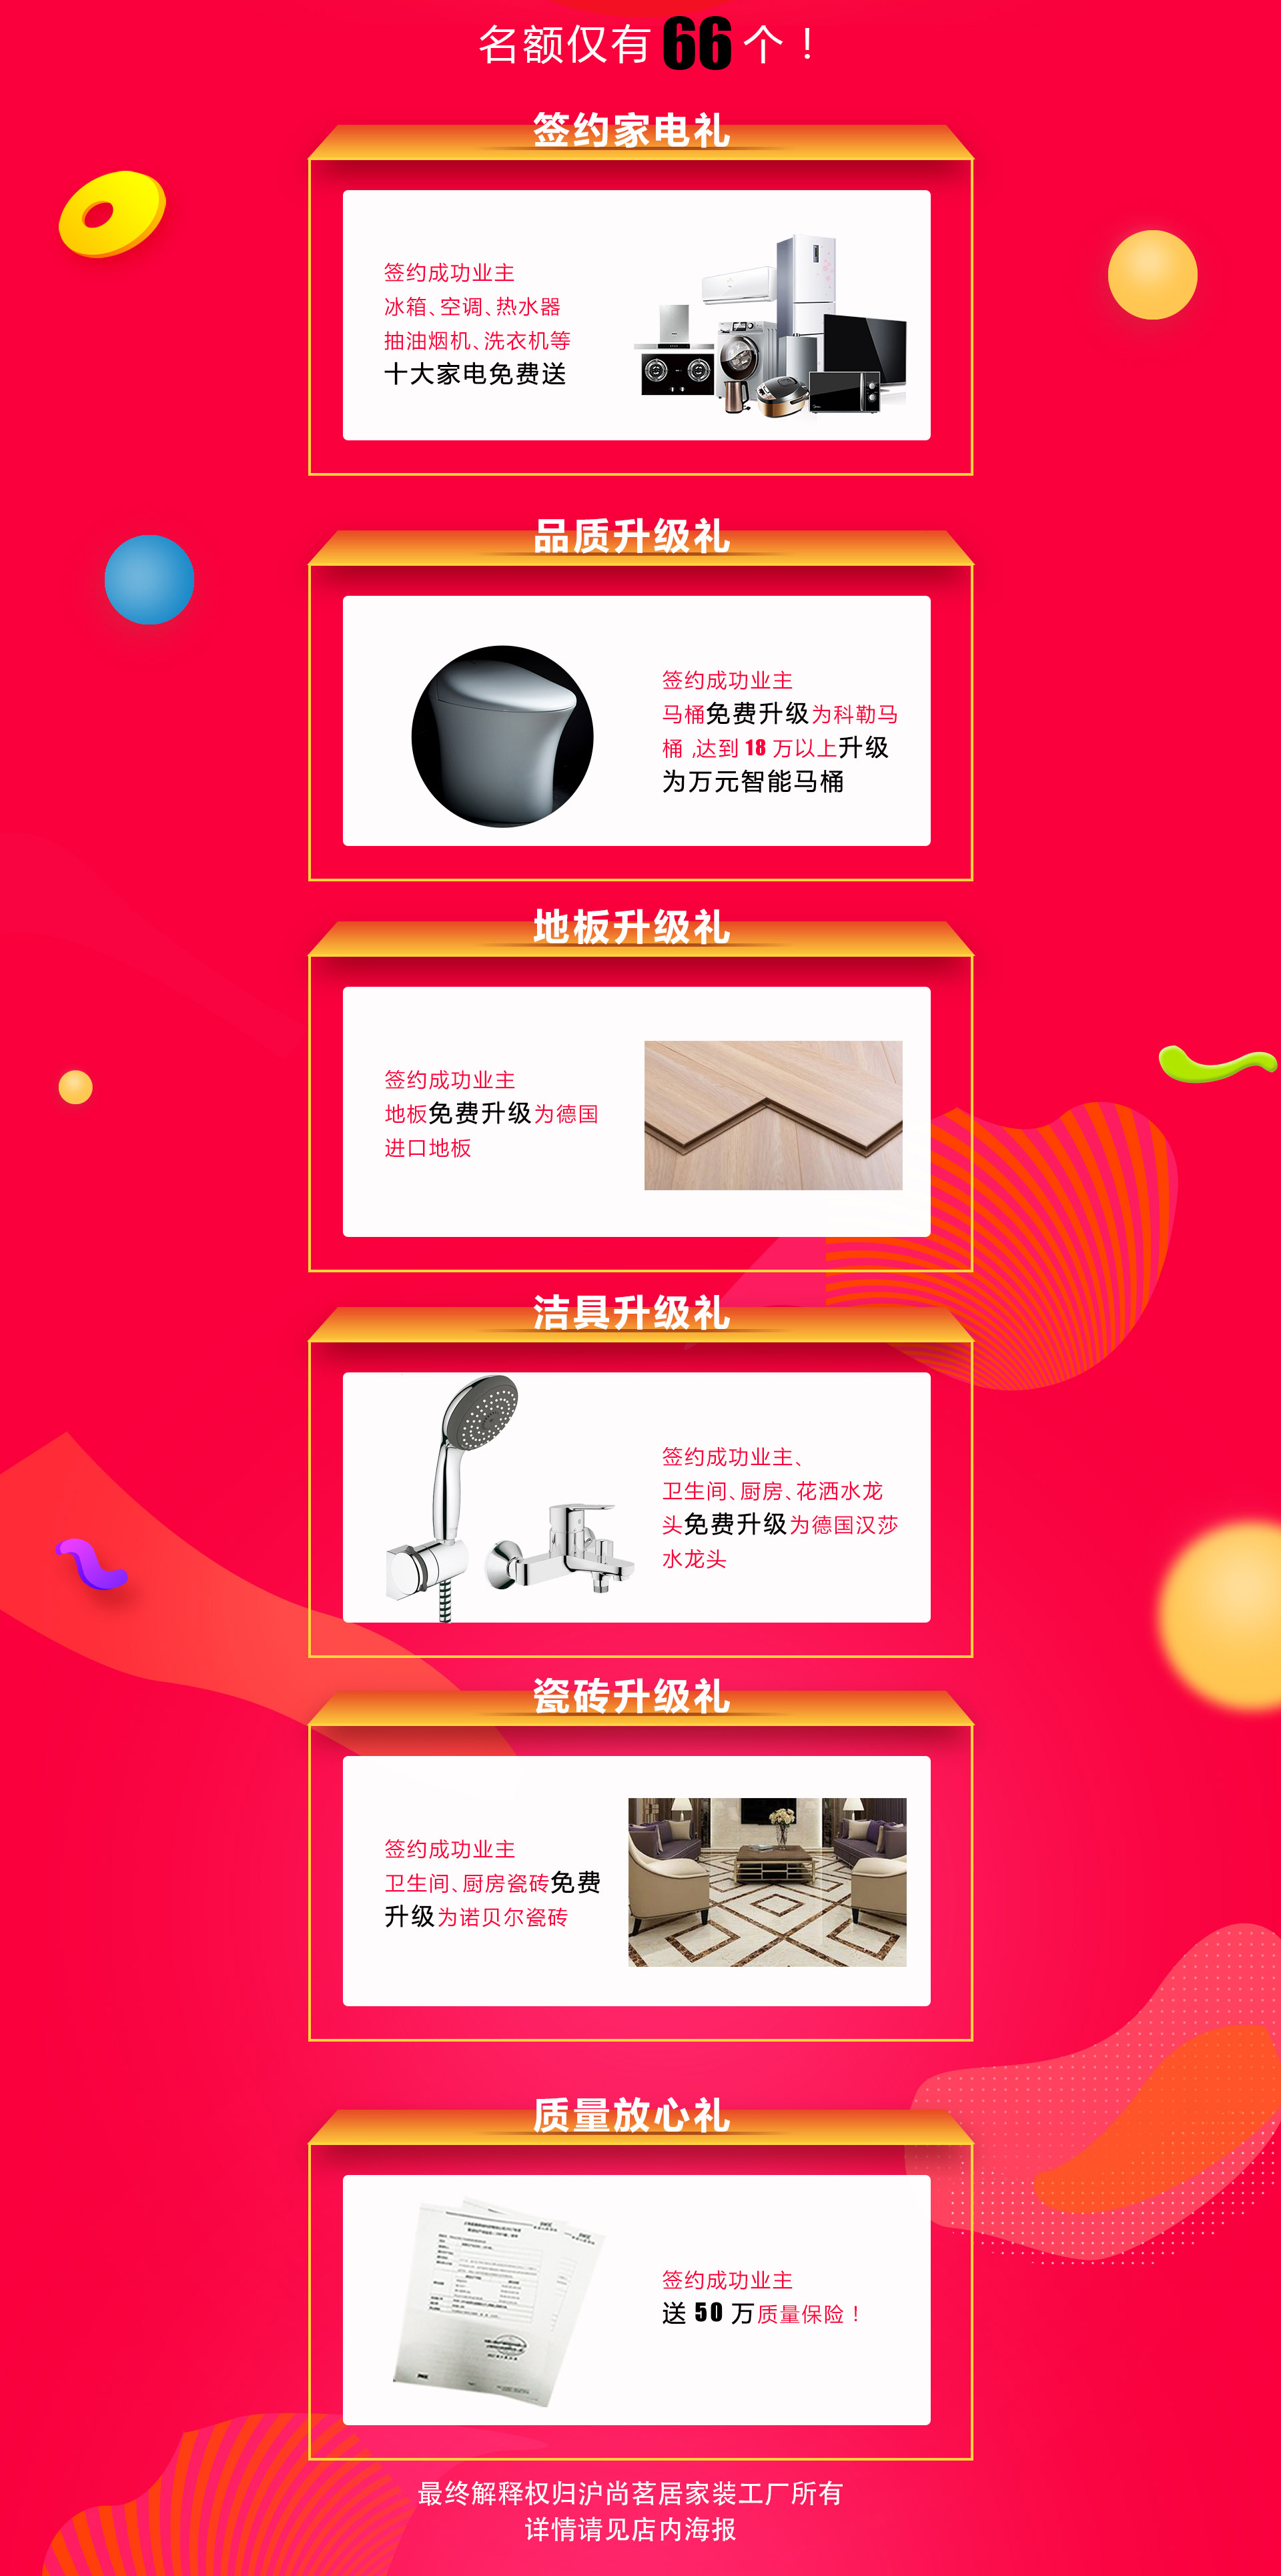 名额仅有66个！
签约家电礼
签约成功业主
冰箱、空调、热水器
抽油烟机、洗衣机等
十大家电免费送
品质升级礼
签约成功业主
马桶免费升级为科勒马
桶 ,达到 18 万以上升级
为万元智能马桶
地板升级礼
签约成功业主
地板免费升级为德国
进口地板
洁具升级礼
签约成功业主、
卫生间、厨房、花洒水龙
头免费升级为德国汉莎
水龙头
瓷砖升级礼
签约成功业主
卫生间、厨房瓷砖免费
升级为诺贝尔瓷砖
质量放心礼
签约成功业主
送 50 万质量保险！
最终解释权归沪尚茗居家装工厂所有
详情请见店内海报